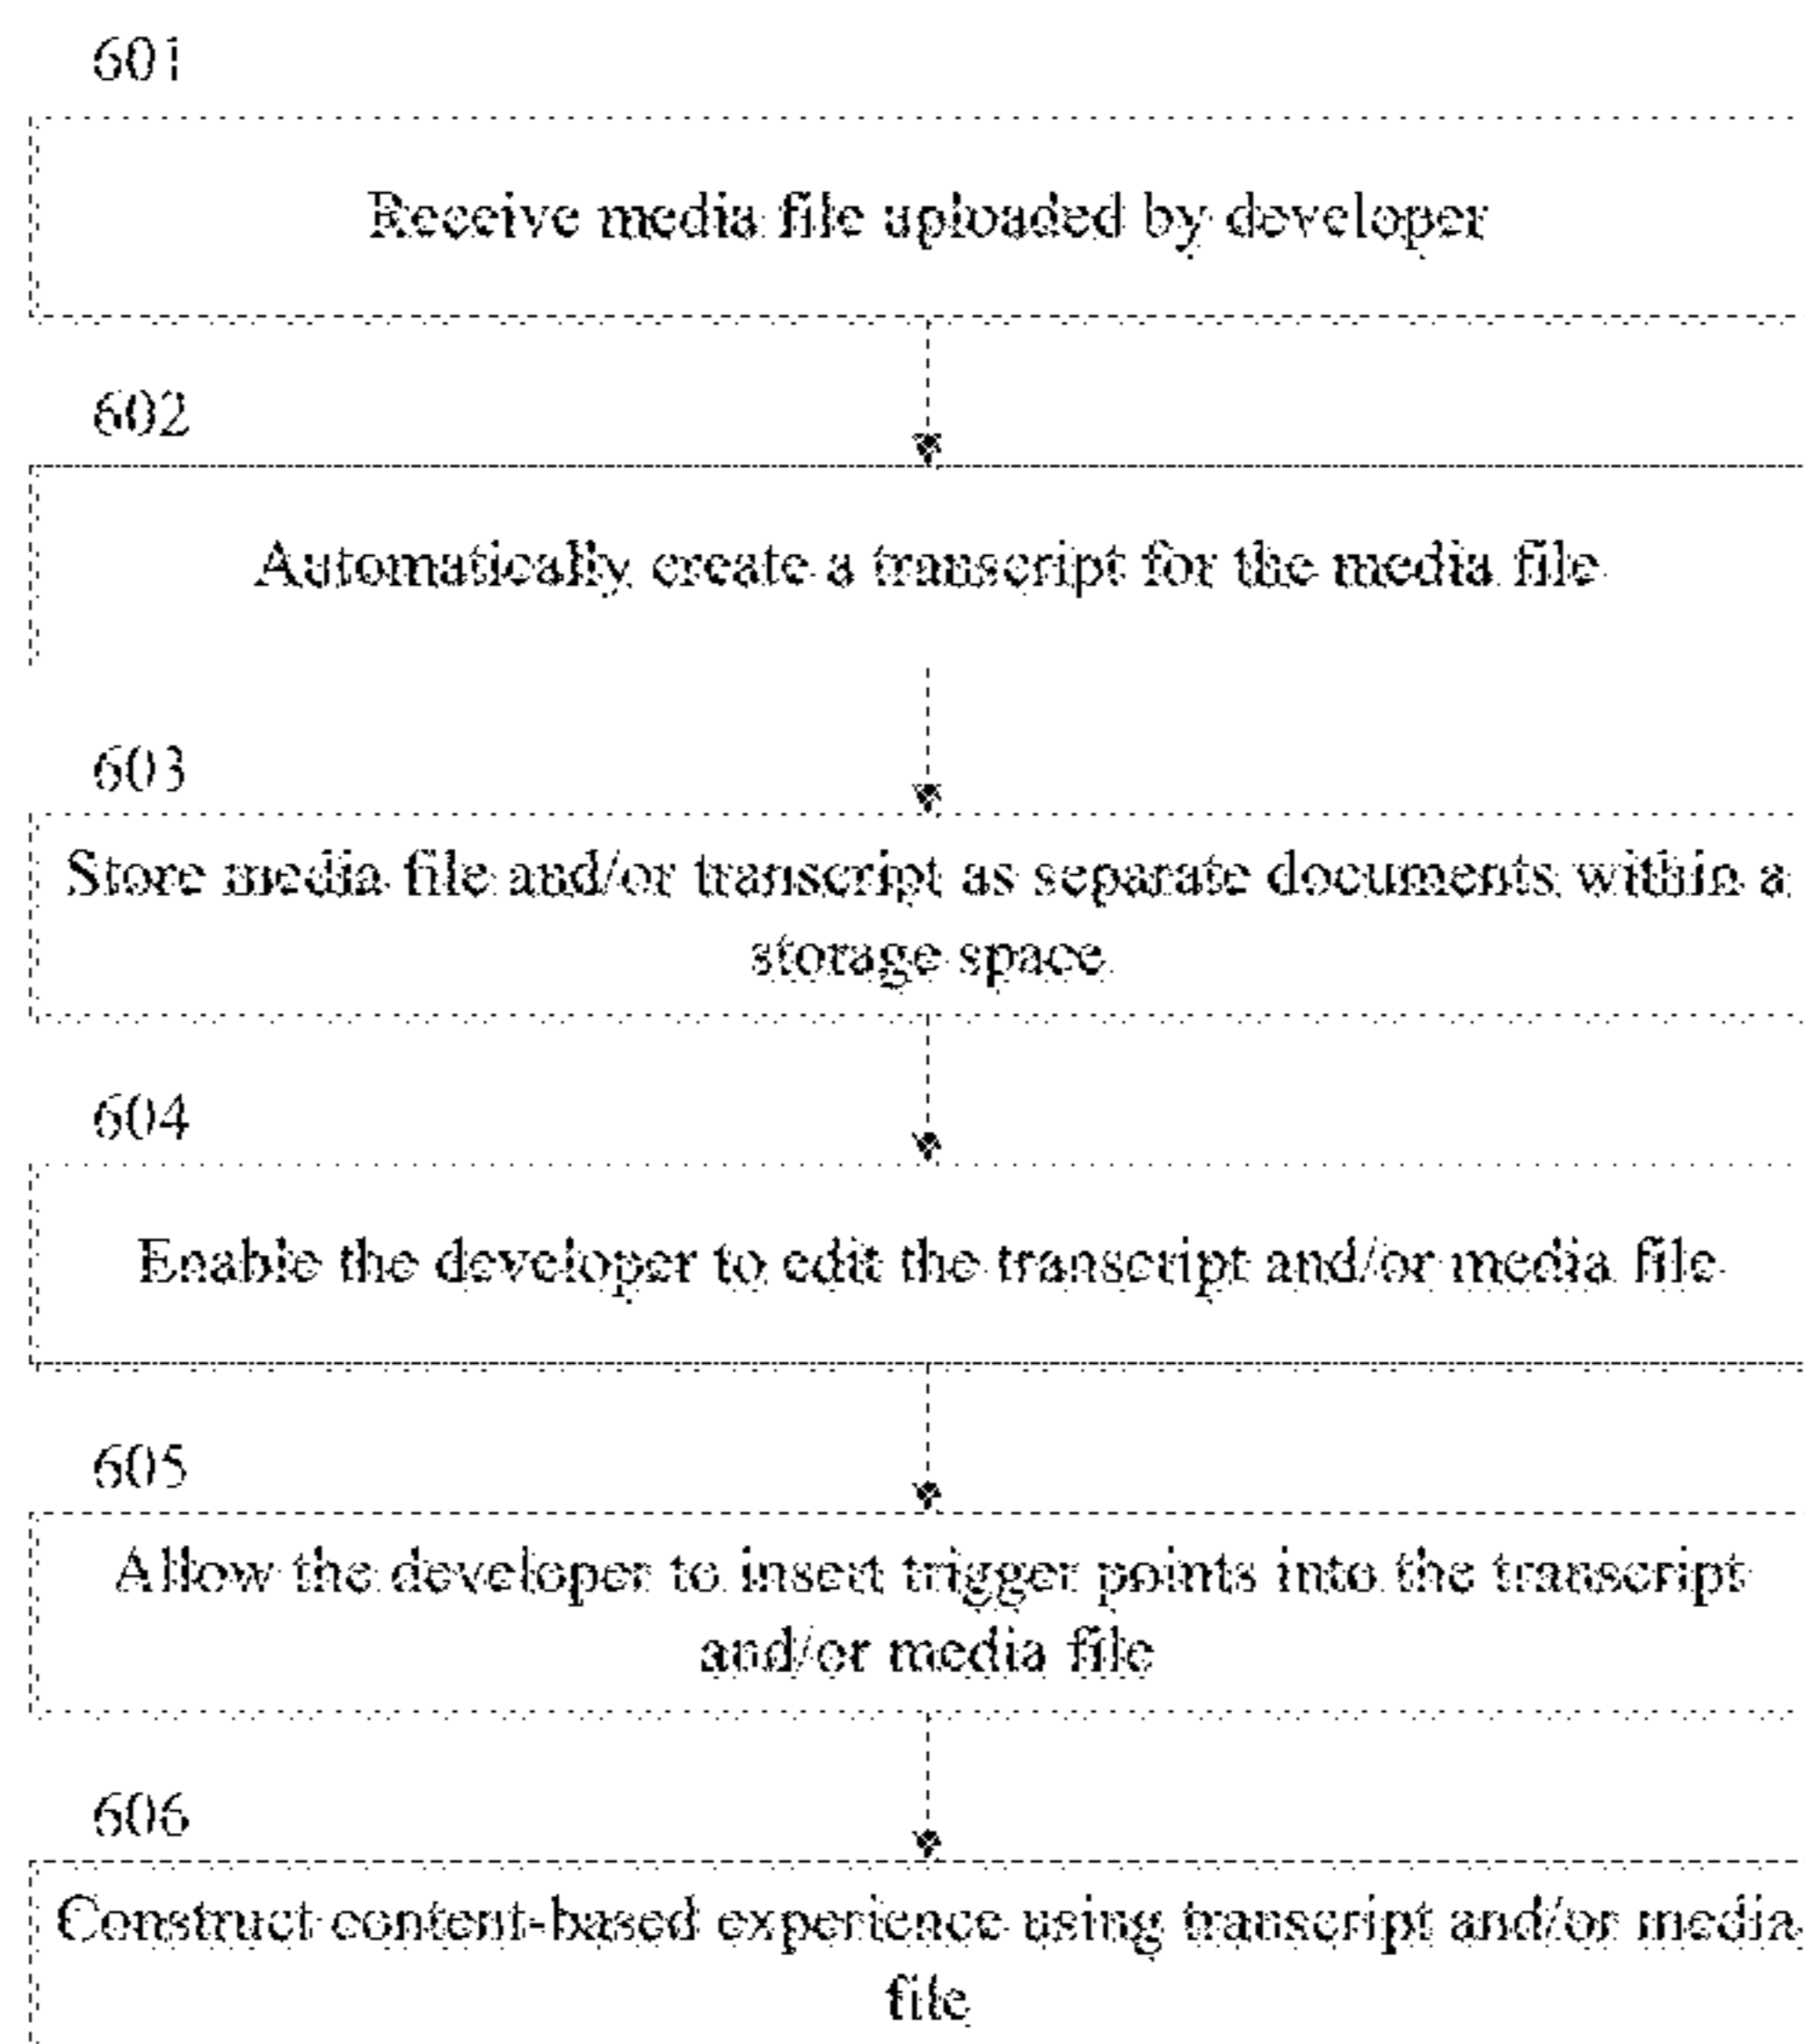 601
Receive media file uploaded by developer
602
Automatically create a transcript for the media file
603
Store media file and/or transcript as separate documents within a
storage space
604
Enable the developer to edit the transcript and/or media file
605
Allow the developer to insert trigger points into the transcript
and/or media file
606
Construct content-based experience using transcript and/or media
file